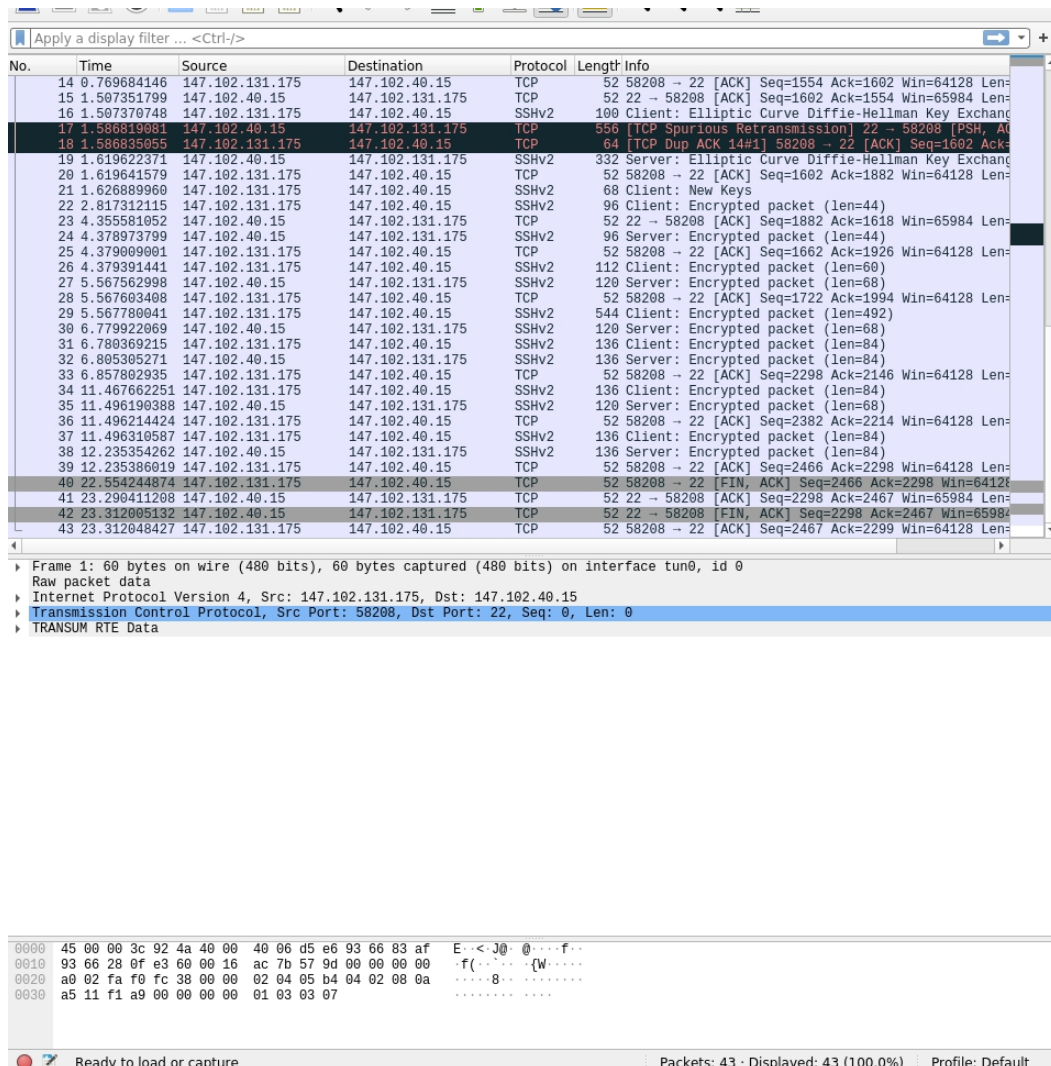 Apply a display filter ... <Ctrl-/>
No. Time Source Destination Protocol Length Info
14 0.769684146 147.102.131.175 147.102.40.15 TCP 52 58208 → 22 [ACK] Seq=1554 Ack=1602 Win=64128 Len=
15 1.507351799 147.102.40.15 147.102.131.175 TCP 52 22 → 58208 [ACK] Seq=1602 Ack=1554 Win=65984 Len=
16 1.507370748 147.102.131.175 147.102.40.15 SSHv2 100 Client: Elliptic Curve Diffie-Hellman Key Exchang
17 1.586819081 147.102.40.15 147.102.131.175 TCP 556 [TCP Spurious Retransmission] 22 → 58208 [PSH, AC
18 1.586835055 147.102.131.175 147.102.40.15 TCP 64 [TCP Dup ACK 14#1] 58208 → 22 [ACK] Seq=1602 Ack=
19 1.619622371 147.102.40.15 147.102.131.175 SSHv2 332 Server: Elliptic Curve Diffie-Hellman Key Exchang
20 1.619641579 147.102.131.175 147.102.40.15 TCP 52 58208 → 22 [ACK] Seq=1602 Ack=1882 Win=64128 Len=
21 1.626889960 147.102.131.175 147.102.40.15 SSHv2 68 Client: New Keys
22 2.817312115 147.102.131.175 147.102.40.15 SSHv2 96 Client: Encrypted packet (len=44)
23 4.355581052 147.102.40.15 147.102.131.175 TCP 52 22 → 58208 [ACK] Seq=1882 Ack=1618 Win=65984 Len=
24 4.378973799 147.102.40.15 147.102.131.175 SSHv2 96 Server: Encrypted packet (len=44)
25 4.379009001 147.102.131.175 147.102.40.15 TCP 52 58208 → 22 [ACK] Seq=1662 Ack=1926 Win=64128 Len=
26 4.379391441 147.102.131.175 147.102.40.15 SSHv2 112 Client: Encrypted packet (len=60)
27 5.567562998 147.102.40.15 147.102.131.175 SSHv2 120 Server: Encrypted packet (len=68)
28 5.567603408 147.102.131.175 147.102.40.15 TCP 52 58208 → 22 [ACK] Seq=1722 Ack=1994 Win=64128 Len=
29 5.567780041 147.102.131.175 147.102.40.15 SSHv2 544 Client: Encrypted packet (len=492)
30 6.779922069 147.102.40.15 147.102.131.175 SSHv2 120 Server: Encrypted packet (len=68)
31 6.780369215 147.102.131.175 147.102.40.15 SSHv2 136 Client: Encrypted packet (len=84)
32 6.805305271 147.102.40.15 147.102.131.175 SSHv2 136 Server: Encrypted packet (len=84)
33 6.857802935 147.102.131.175 147.102.40.15 TCP 52 58208 → 22 [ACK] Seq=2298 Ack=2146 Win=64128 Len=
34 11.467662251 147.102.131.175 147.102.40.15 SSHv2 136 Client: Encrypted packet (len=84)
35 11.496190388 147.102.40.15 147.102.131.175 SSHv2 120 Server: Encrypted packet (len=68)
36 11.496214424 147.102.131.175 147.102.40.15 TCP 52 58208 → 22 [ACK] Seq=2382 Ack=2214 Win=64128 Len=
37 11.496310587 147.102.131.175 147.102.40.15 SSHv2 136 Client: Encrypted packet (len=84)
38 12.235354262 147.102.40.15 147.102.131.175 SSHv2 136 Server: Encrypted packet (len=84)
39 12.235386019 147.102.131.175 147.102.40.15 TCP 52 58208 → 22 [ACK] Seq=2466 Ack=2298 Win=64128 Len=
40 22.554244874 147.102.131.175 147.102.40.15 TCP 52 58208 → 22 [FIN, ACK] Seq=2466 Ack=2298 Win=64128
41 23.290411208 147.102.40.15 147.102.131.175 TCP 52 22 → 58208 [ACK] Seq=2298 Ack=2467 Win=65984 Len=
42 23.312005132 147.102.40.15 147.102.131.175 TCP 52 22 → 58208 [FIN, ACK] Seq=2298 Ack=2467 Win=65984
43 23.312048427 147.102.131.175 147.102.40.15 TCP 52 58208 → 22 [ACK] Seq=2467 Ack=2299 Win=64128 Len=
Frame 1: 60 bytes on wire (480 bits), 60 bytes captured (480 bits) on interface tun0, id 0
Raw packet data
Internet Protocol Version 4, Src: 147.102.131.175, Dst: 147.102.40.15
Transmission Control Protocol, Src Port: 58208, Dst Port: 22, Seq: 0, Len: 0
TRANSUM RTE Data
0000 45 00 00 3c 92 4a 40 00 40 06 d5 e6 93 66 83 af E··<·J@· @····f··
0010 93 66 28 0f e3 60 00 16 ac 7b 57 9d 00 00 00 00 ·f(··`·· ·{W·····
0020 a0 02 fa f0 fc 38 00 00 02 04 05 b4 04 02 08 0a ·····8·· ········
0030 a5 11 f1 a9 00 00 00 00 01 03 03 07 ········ ····
Ready to load or capture Packets: 43 · Displayed: 43 (100.0%) Profile: Default